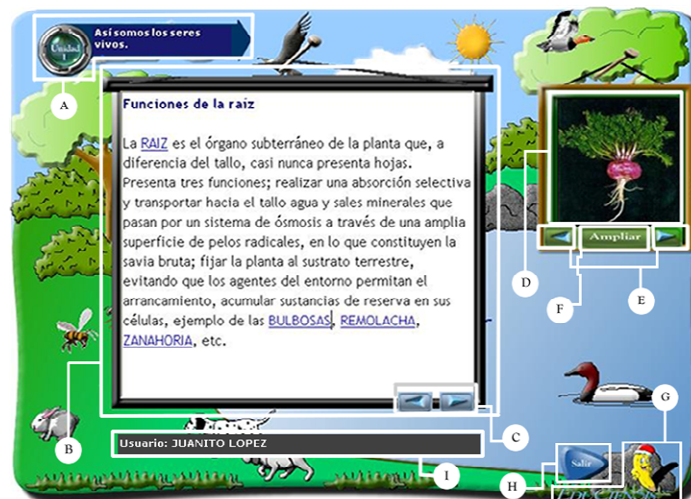 Unidad
1
Así somos los seres
vivos.
A
Funciones de la raíz
La RAIZ es el órgano subterráneo de la planta que, a
diferencia del tallo, casi nunca presenta hojas.
Presenta tres funciones; realizar una absorción selectiva
y transportar hacia el tallo agua y sales minerales que
pasan por un sistema de ósmosis a través de una amplia
superficie de pelos radicales, en lo que constituyen la
savia bruta; fijar la planta al sustrato terrestre,
evitando que los agentes del entorno permitan el
arrancamiento, acumular sustancias de reserva en sus
células, ejemplo de las BULBOSAS, REMOLACHA,
ZANAHORIA, etc.
D
Ampliar
F
E
B
C
G
Usuario: JUANITO LOPEZ
I
H
Salir